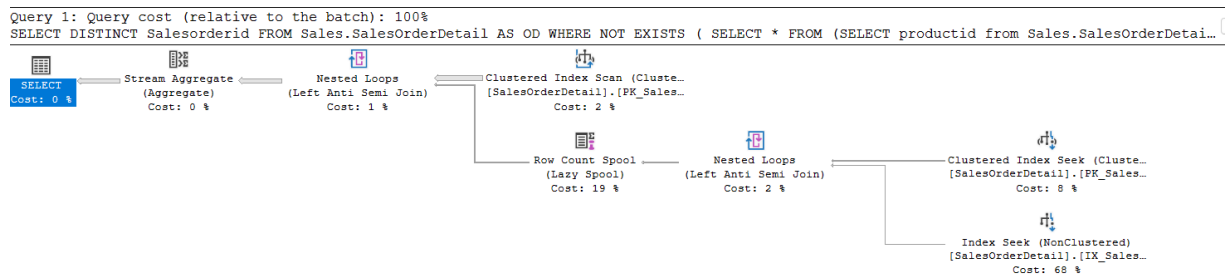 Query 1: Query cost (relative to the batch): 100%
SELECT DISTINCT Salesorderid FROM Sales.SalesOrderDetail AS OD WHERE NOT EXISTS ( SELECT * FROM (SELECT productid from Sales.SalesOrderDetai...
SELECT
Cost: 0 %
Stream Aggregate
(Aggregate)
Cost: 0 %
Nested Loops
(Left Anti Semi Join)
Cost: 1 %
Clustered Index Scan (Cluste...
[SalesOrderDetail].[PK_Sales...
Cost: 2 %
Row Count Spool
(Lazy Spool)
Cost: 19 %
Nested Loops
(Left Anti Semi Join)
Cost: 2 %
Clustered Index Seek (Cluste...
[SalesOrderDetail].[PK_Sales...
Cost: 8 %
Index Seek (NonClustered)
[SalesOrderDetail].[IX_Sales...
Cost: 68 %